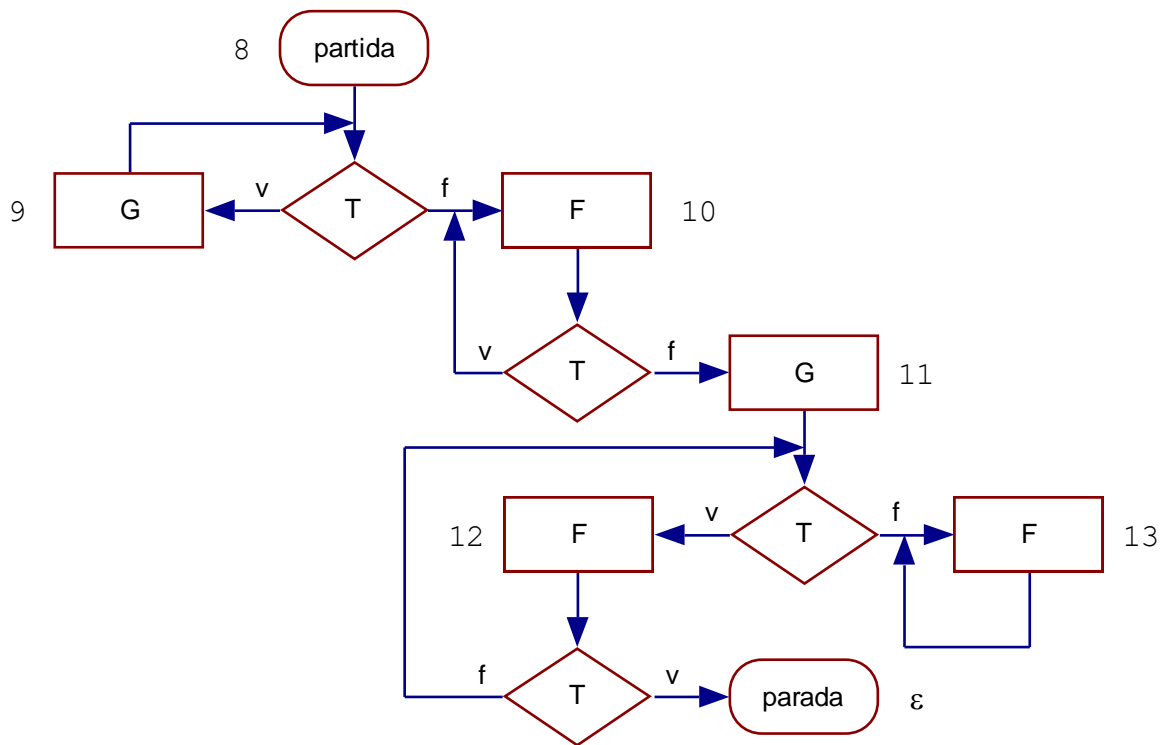 8 partida
v f
9 G T F 10
v f
T G 11
v f
12 F T F 13
f v
T parada ε